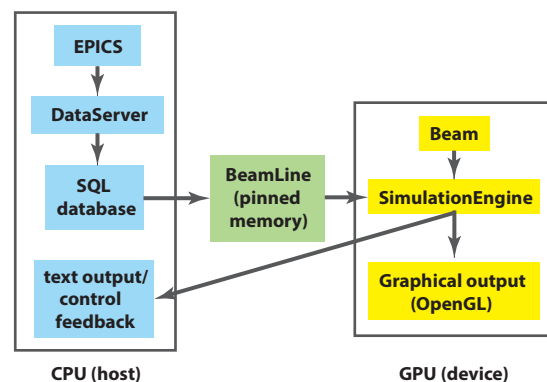 EPICS
DataServer
SQL
database
text output/
control
feedback
CPU (host)
BeamLine
(pinned
memory)
Beam
SimulationEngine
Graphical output
(OpenGL)
GPU (device)